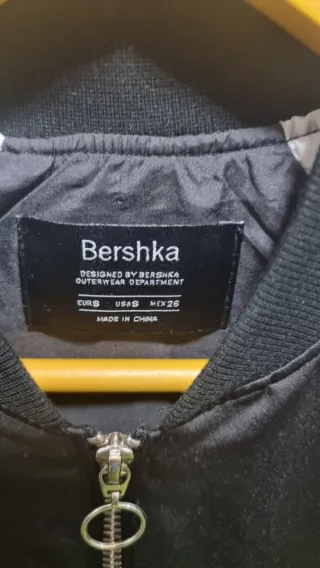 Bershka
DESIGNED BY BERSHKA
OUTERWEAR DEPARTMENT
EUR S USA S MEX 26
MADE IN CHINA